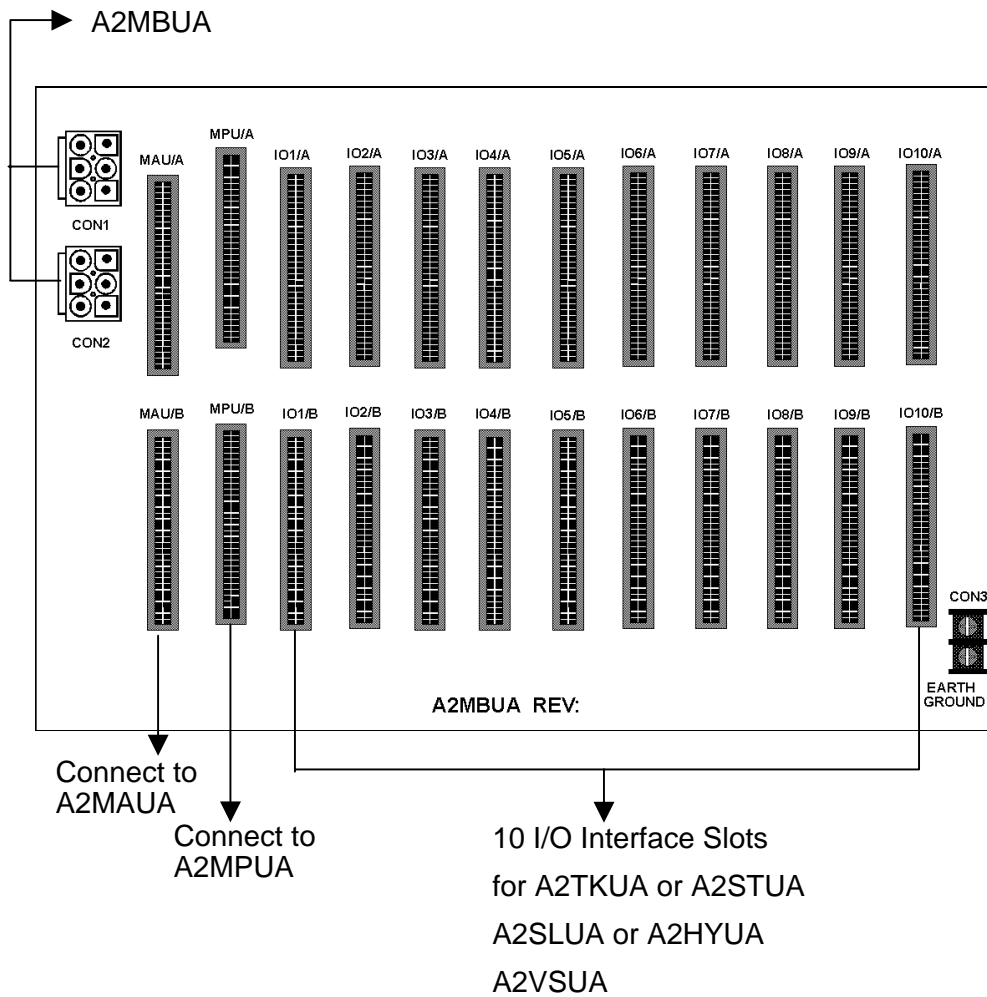 A2MBUA
MPU/A
MAU/A
IO1/A IO2/A IO3/A IO4/A IO5/A IO6/A IO7/A IO8/A IO9/A IO10/A
CON1
CON2
MAU/B MPU/B IO1/B IO2/B IO3/B IO4/B IO5/B IO6/B IO7/B IO8/B IO9/B IO10/B
CON3
EARTH
GROUND
A2MBUA REV:
Connect to
A2MAUA
Connect to
A2MPUA
10 I/O Interface Slots
for A2TKUA or A2STUA
A2SLUA or A2HYUA
A2VSUA